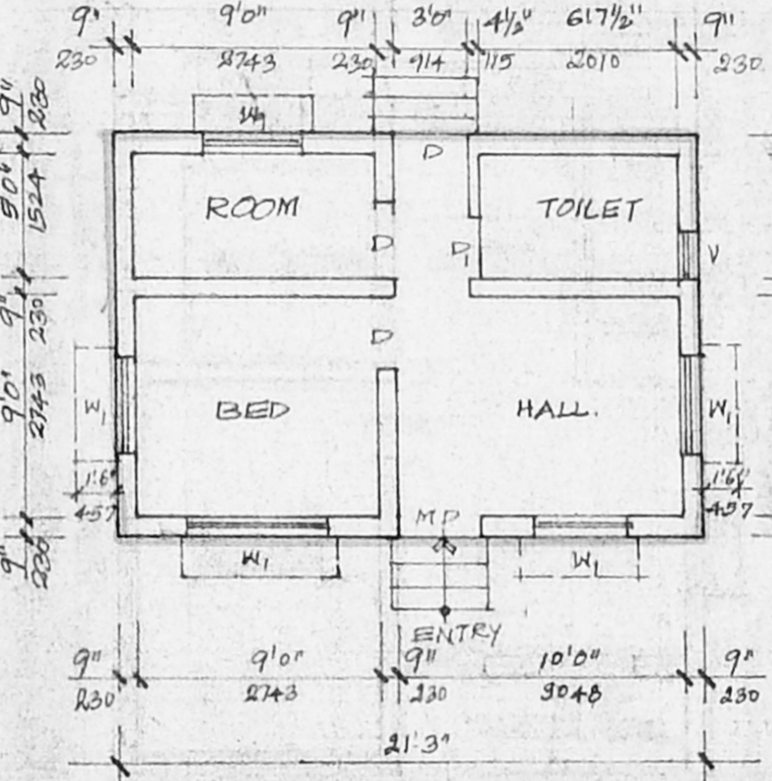 9" 9'0" 9" 3'0" 4½" 6'7½" 9"
230 2743 230 914 115 2010 230
9" 230
5'0" 1524
9" 230
9'0" 2743
9" 230
W1
D
ROOM TOILET
D D1 V
D
W1 BED HALL. W1
1'6" 1'6"
457 457
MD
W1 W1
ENTRY
9" 9'0" 9" 10'0" 9"
230 2743 230 3048 230
21'3"